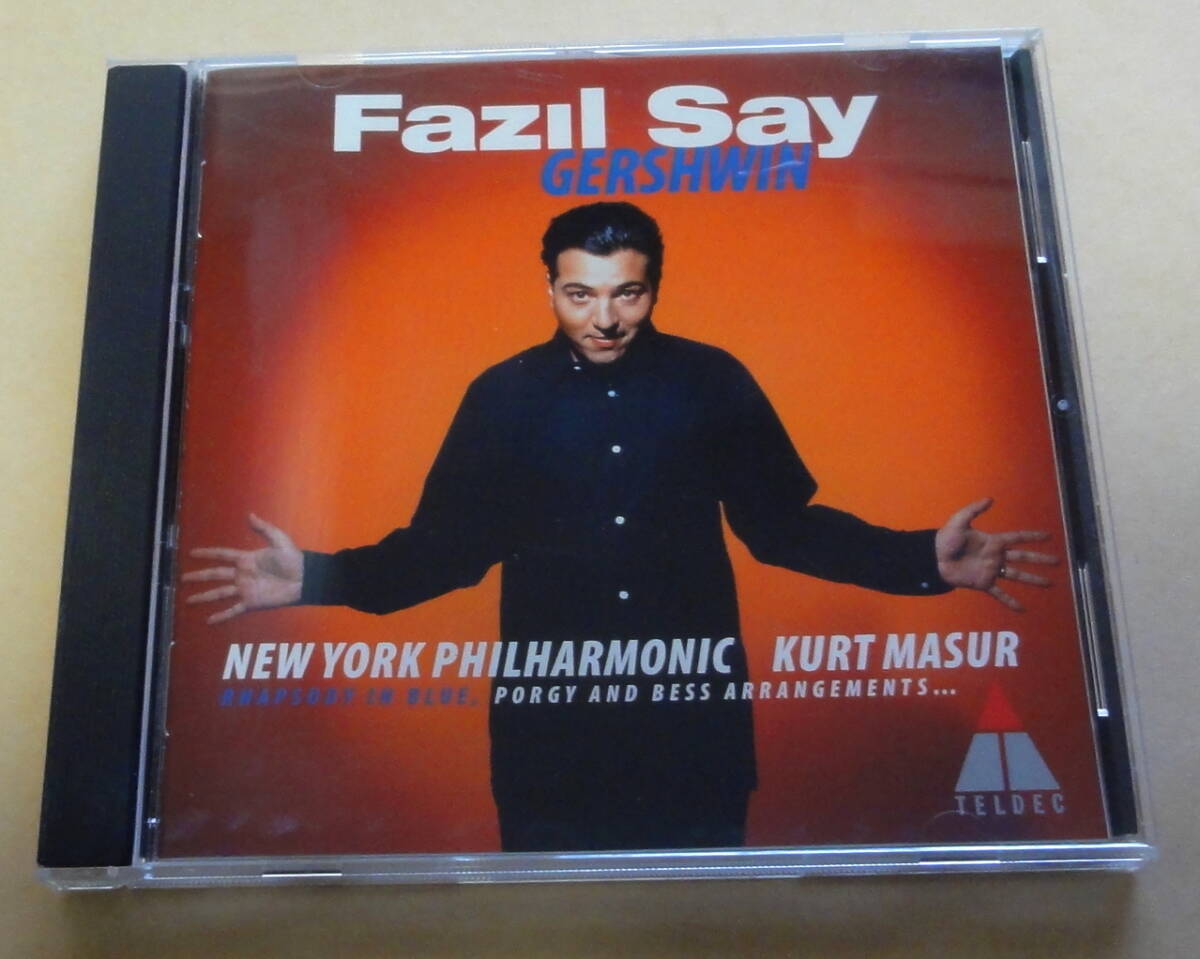 Fazıl Say
GERSHWIN
NEW YORK PHILHARMONIC KURT MASUR
RHAPSODY IN BLUE, PORGY AND BESS ARRANGEMENTS...
TELDEC